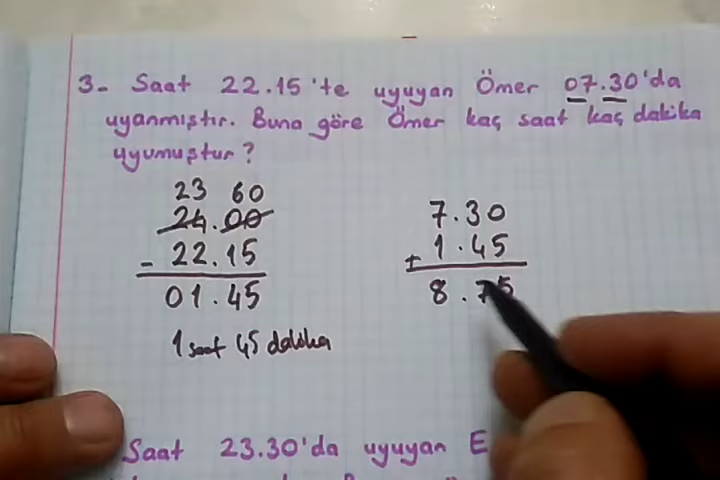 3- Saat 22.15'te uyuyan Ömer 07.30'da
uyanmıştır. Buna göre Ömer kaç saat kaç dakika
uyumuştur?
23 60
24.00
- 22.15
01.45
1 saat 45 dakika
7.30
+ 1.45
8.75
Saat 23.30'da uyuyan